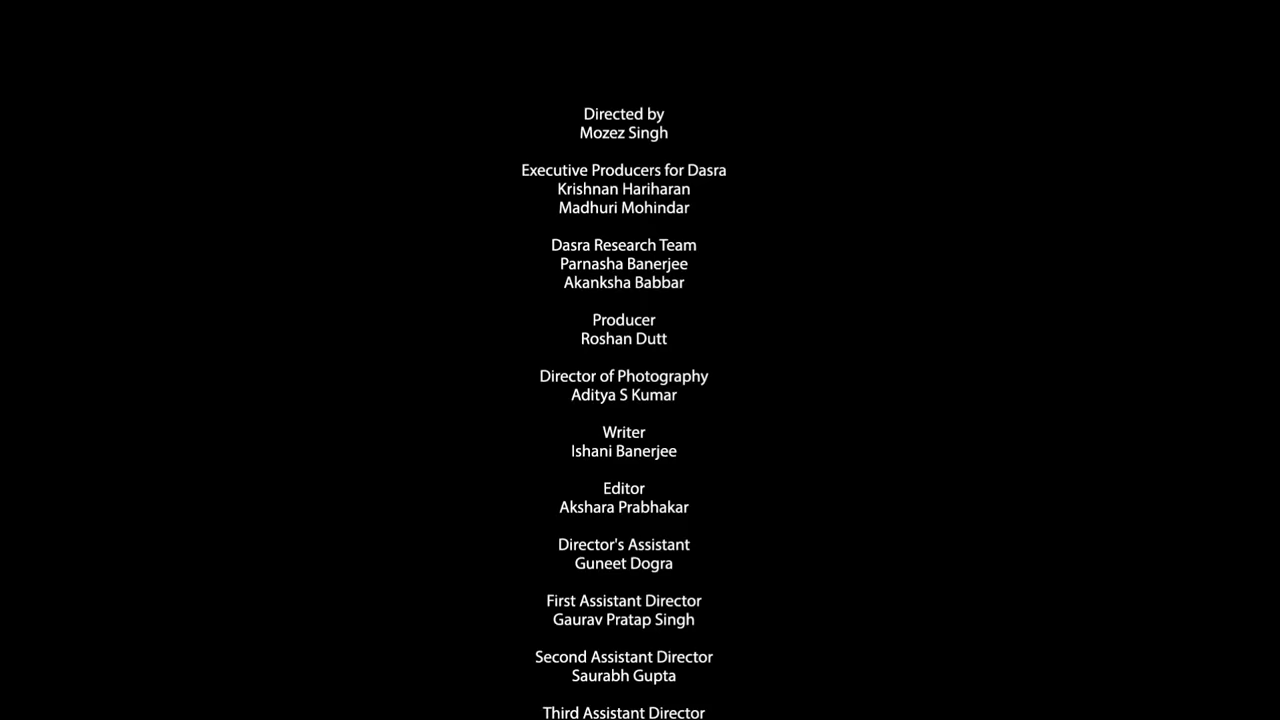 Directed by
Mozez Singh
Executive Producers for Dasra
Krishnan Hariharan
Madhuri Mohindar
Dasra Research Team
Parnasha Banerjee
Akanksha Babbar
Producer
Roshan Dutt
Director of Photography
Aditya S Kumar
Writer
Ishani Banerjee
Editor
Akshara Prabhakar
Director's Assistant
Guneet Dogra
First Assistant Director
Gaurav Pratap Singh
Second Assistant Director
Saurabh Gupta
Third Assistant Director